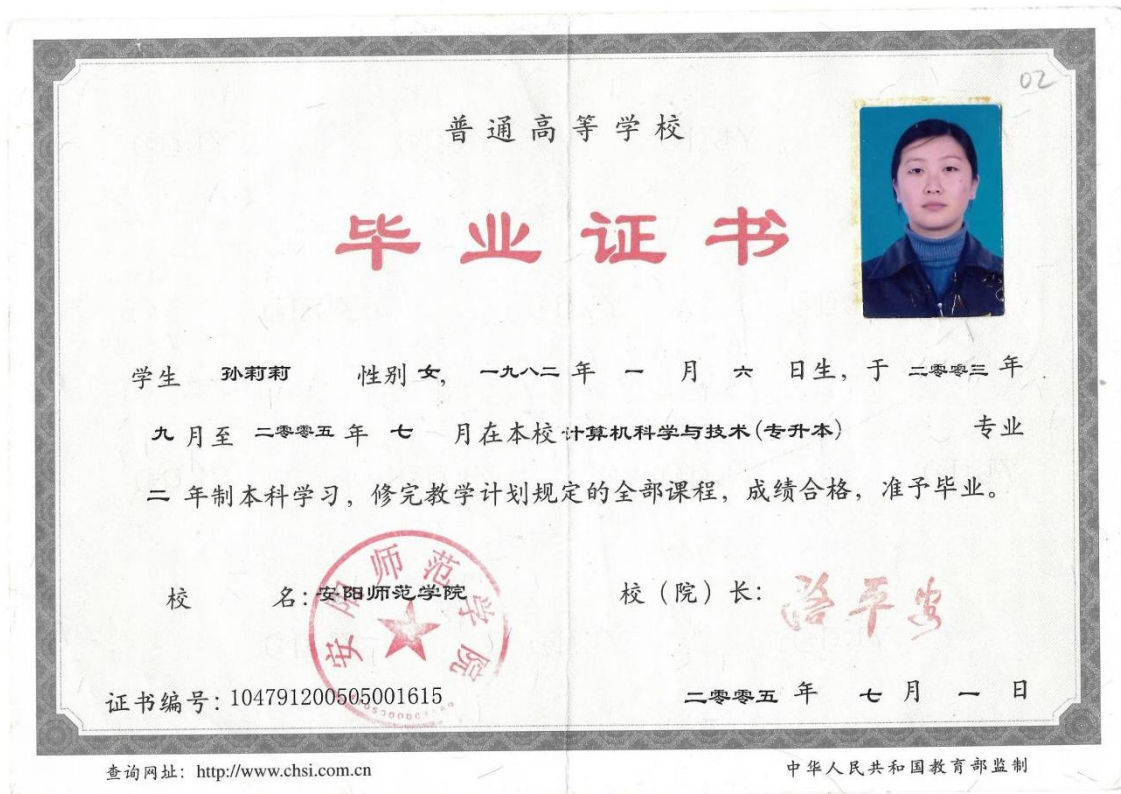 02
普通高等学校
毕业证书
学生 孙莉莉 性别 女, 一九八二 年 一 月 六 日生, 于 二零零三 年
九 月至 二零零五 年 七 月在本校 计算机科学与技术(专升本) 专业
二 年制本科学习, 修完教学计划规定的全部课程, 成绩合格, 准予毕业。
校 名: 安阳师范学院 校(院)长:
安阳师范学院
证书编号: 104791200505001615 二零零五 年 七 月 一 日
查询网址: http://www.chsi.com.cn 中华人民共和国教育部监制